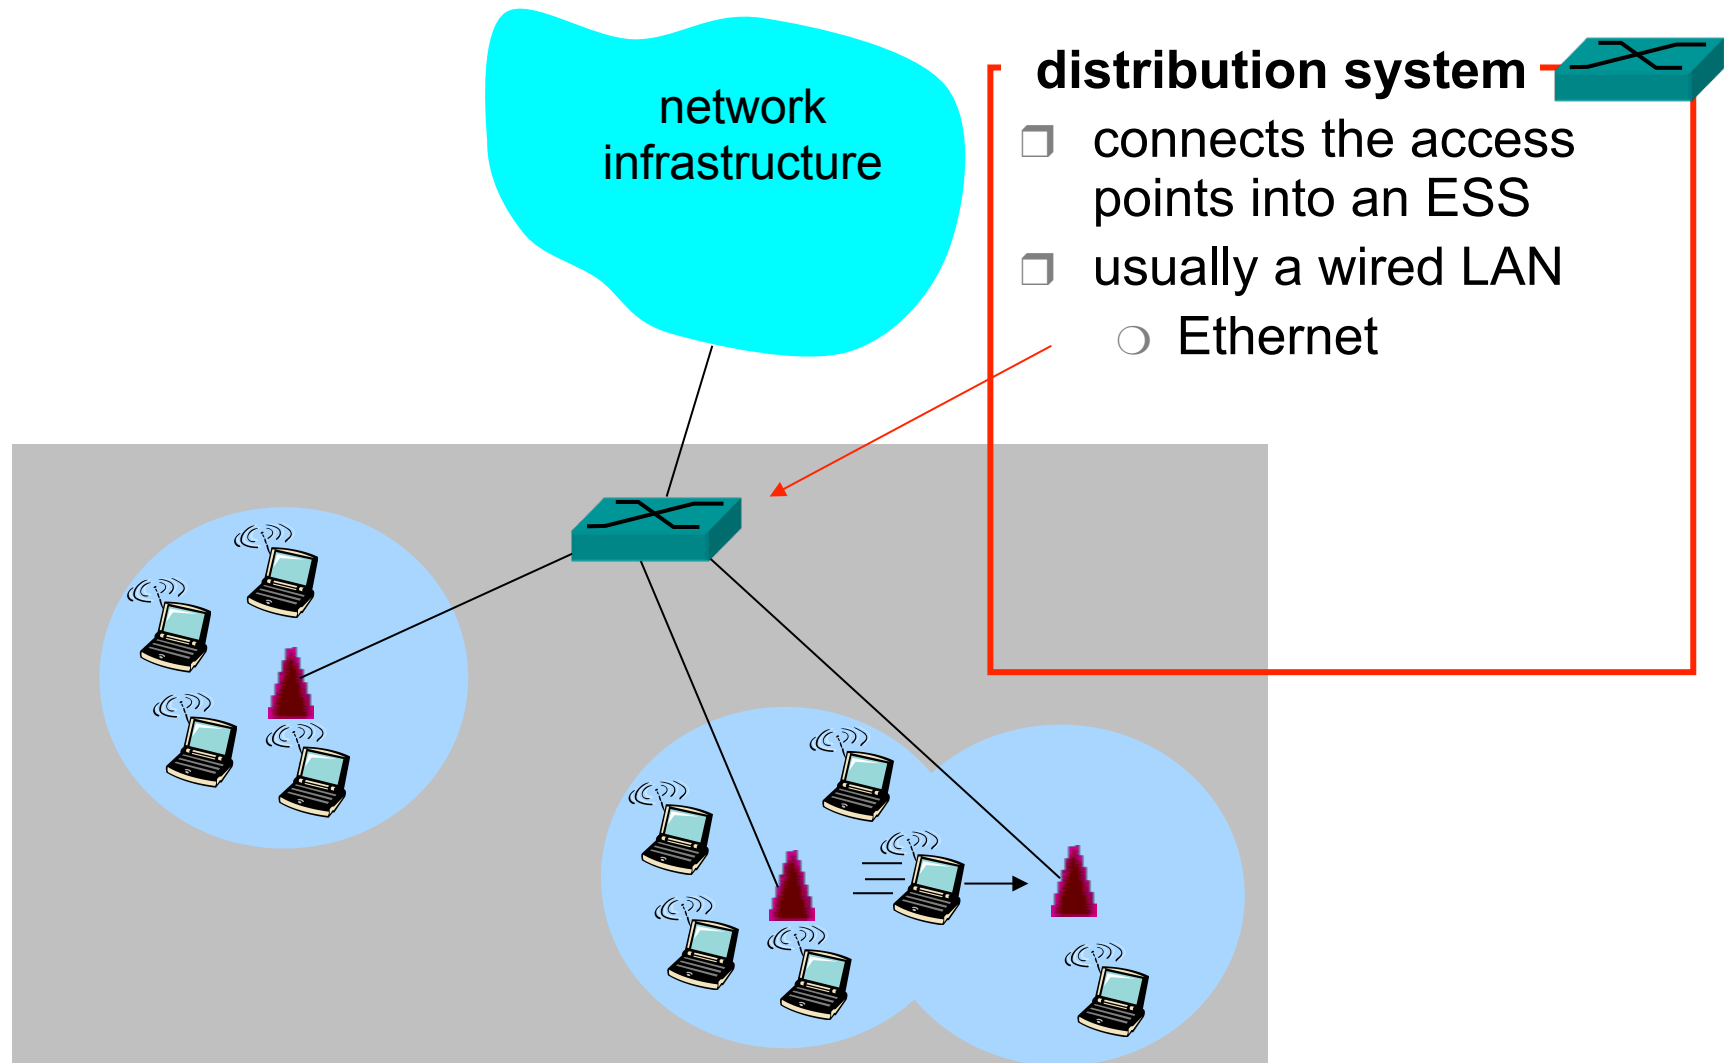 network
infrastructure
distribution system
connects the access
points into an ESS
usually a wired LAN
Ethernet